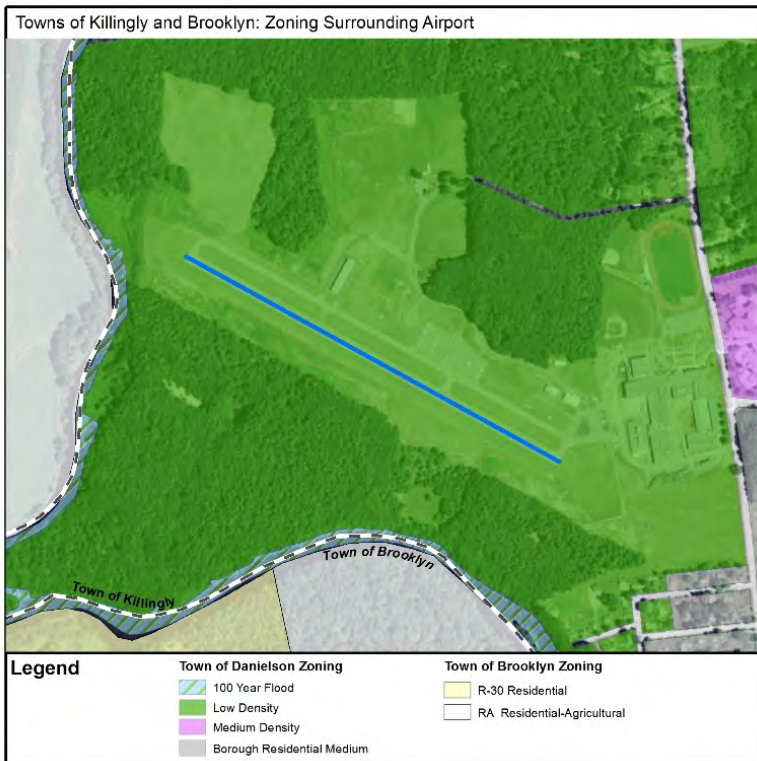 Towns of Killingly and Brooklyn: Zoning Surrounding Airport
Town of Brooklyn
Town of Killingly
Legend
Town of Danielson Zoning
100 Year Flood
Low Density
Medium Density
Borough Residential Medium
Town of Brooklyn Zoning
R-30 Residential
RA Residential-Agricultural